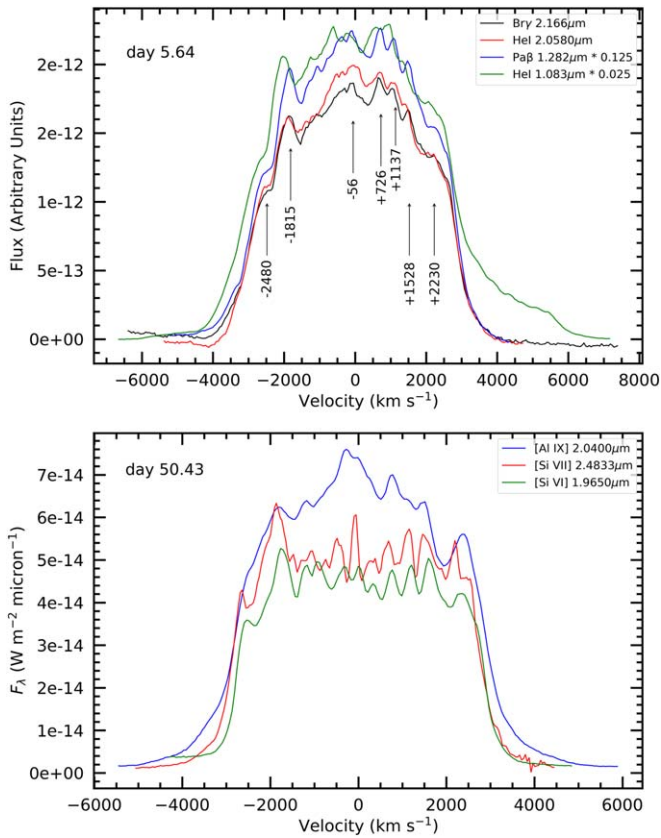 day 5.64
Brγ 2.166μm
HeI 2.0580μm
Paβ 1.282μm * 0.125
HeI 1.083μm * 0.025
2e-12
2e-12
1e-12
5e-13
0e+00
Flux (Arbitrary Units)
-2480
-1815
-56
+726
+1137
+1528
+2230
−6000 −4000 −2000 0 2000 4000 6000 8000
Velocity (km s⁻¹)
day 50.43
[Al IX] 2.0400μm
[Si VII] 2.4833μm
[Si VI] 1.9650μm
7e-14
6e-14
5e-14
4e-14
3e-14
2e-14
1e-14
0e+00
Fλ (W m⁻² micron⁻¹)
−6000 −4000 −2000 0 2000 4000 6000
Velocity (km s⁻¹)